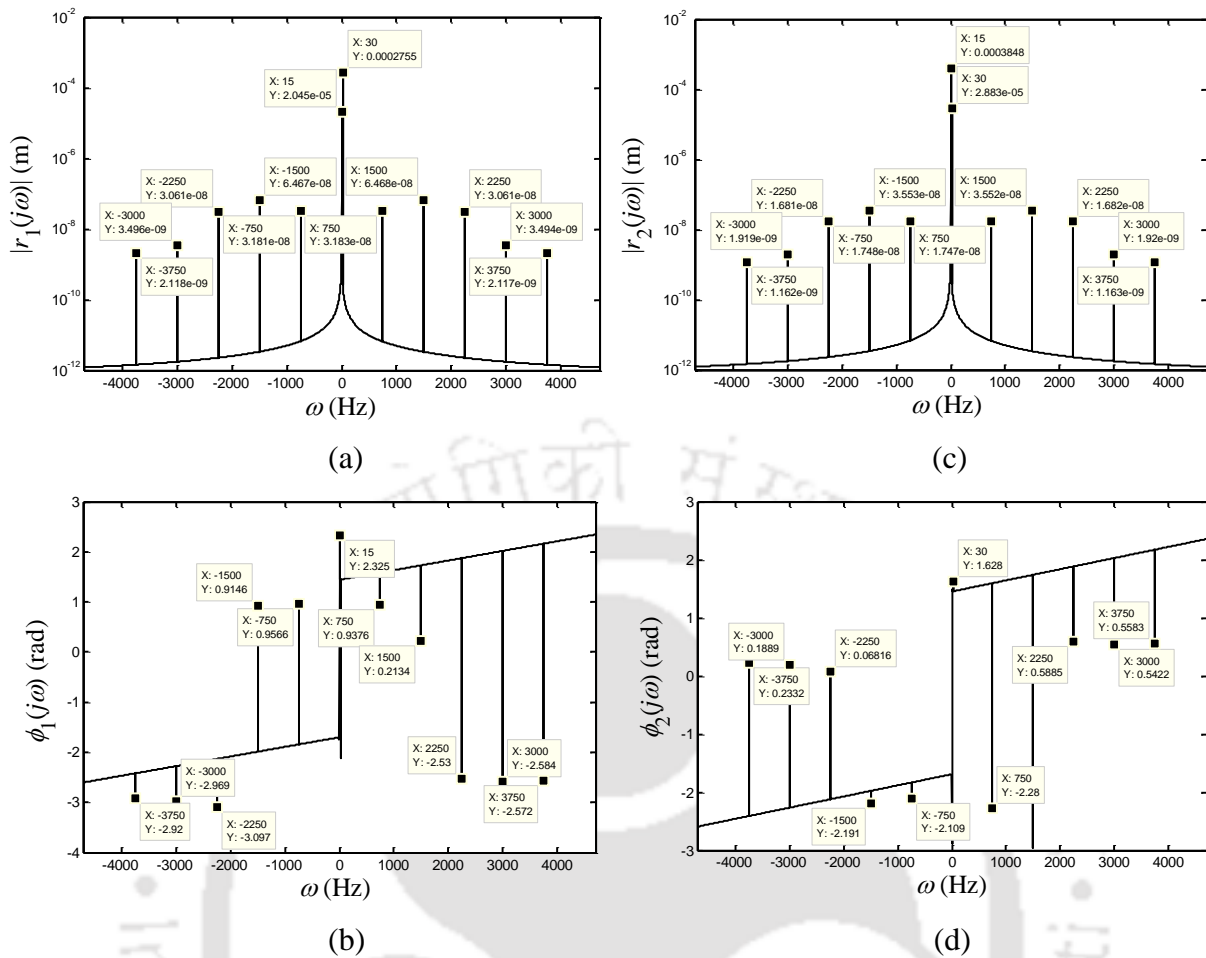 X: 30
Y: 0.0002755
X: 15
Y: 2.045e-05
X: -1500
Y: 6.467e-08
X: 1500
Y: 6.468e-08
X: -2250
Y: 3.061e-08
X: 2250
Y: 3.061e-08
X: -3000
Y: 3.496e-09
X: 3000
Y: 3.494e-09
X: -750
Y: 3.181e-08
X: 750
Y: 3.183e-08
X: -3750
Y: 2.118e-09
X: 3750
Y: 2.117e-09
10^-2
10^-4
10^-6
10^-8
10^-10
10^-12
|r_1(jω)| (m)
-4000 -3000 -2000 -1000 0 1000 2000 3000 4000
ω (Hz)
(a)
X: 15
Y: 0.0003848
X: 30
Y: 2.883e-05
X: -1500
Y: 3.553e-08
X: 1500
Y: 3.552e-08
X: -2250
Y: 1.681e-08
X: 2250
Y: 1.682e-08
X: -3000
Y: 1.919e-09
X: 3000
Y: 1.92e-09
X: -750
Y: 1.748e-08
X: 750
Y: 1.747e-08
X: -3750
Y: 1.162e-09
X: 3750
Y: 1.163e-09
10^-2
10^-4
10^-6
10^-8
10^-10
10^-12
|r_2(jω)| (m)
-4000 -3000 -2000 -1000 0 1000 2000 3000 4000
ω (Hz)
(c)
3
2
1
0
-1
-2
-3
-4
ϕ_1(jω) (rad)
X: 15
Y: 2.325
X: -1500
Y: 0.9146
X: -750
Y: 0.9566
X: 750
Y: 0.9376
X: 1500
Y: 0.2134
X: 2250
Y: -2.53
X: 3000
Y: -2.584
X: 3750
Y: -2.572
X: -3000
Y: -2.969
X: -3750
Y: -2.92
X: -2250
Y: -3.097
-4000 -3000 -2000 -1000 0 1000 2000 3000 4000
ω (Hz)
(b)
3
2
1
0
-1
-2
-3
ϕ_2(jω) (rad)
X: 30
Y: 1.628
X: -3000
Y: 0.1889
X: -2250
Y: 0.06816
X: -3750
Y: 0.2332
X: 3750
Y: 0.5583
X: 2250
Y: 0.5885
X: 3000
Y: 0.5422
X: 750
Y: -2.28
X: -1500
Y: -2.191
X: -750
Y: -2.109
-4000 -3000 -2000 -1000 0 1000 2000 3000 4000
ω (Hz)
(d)